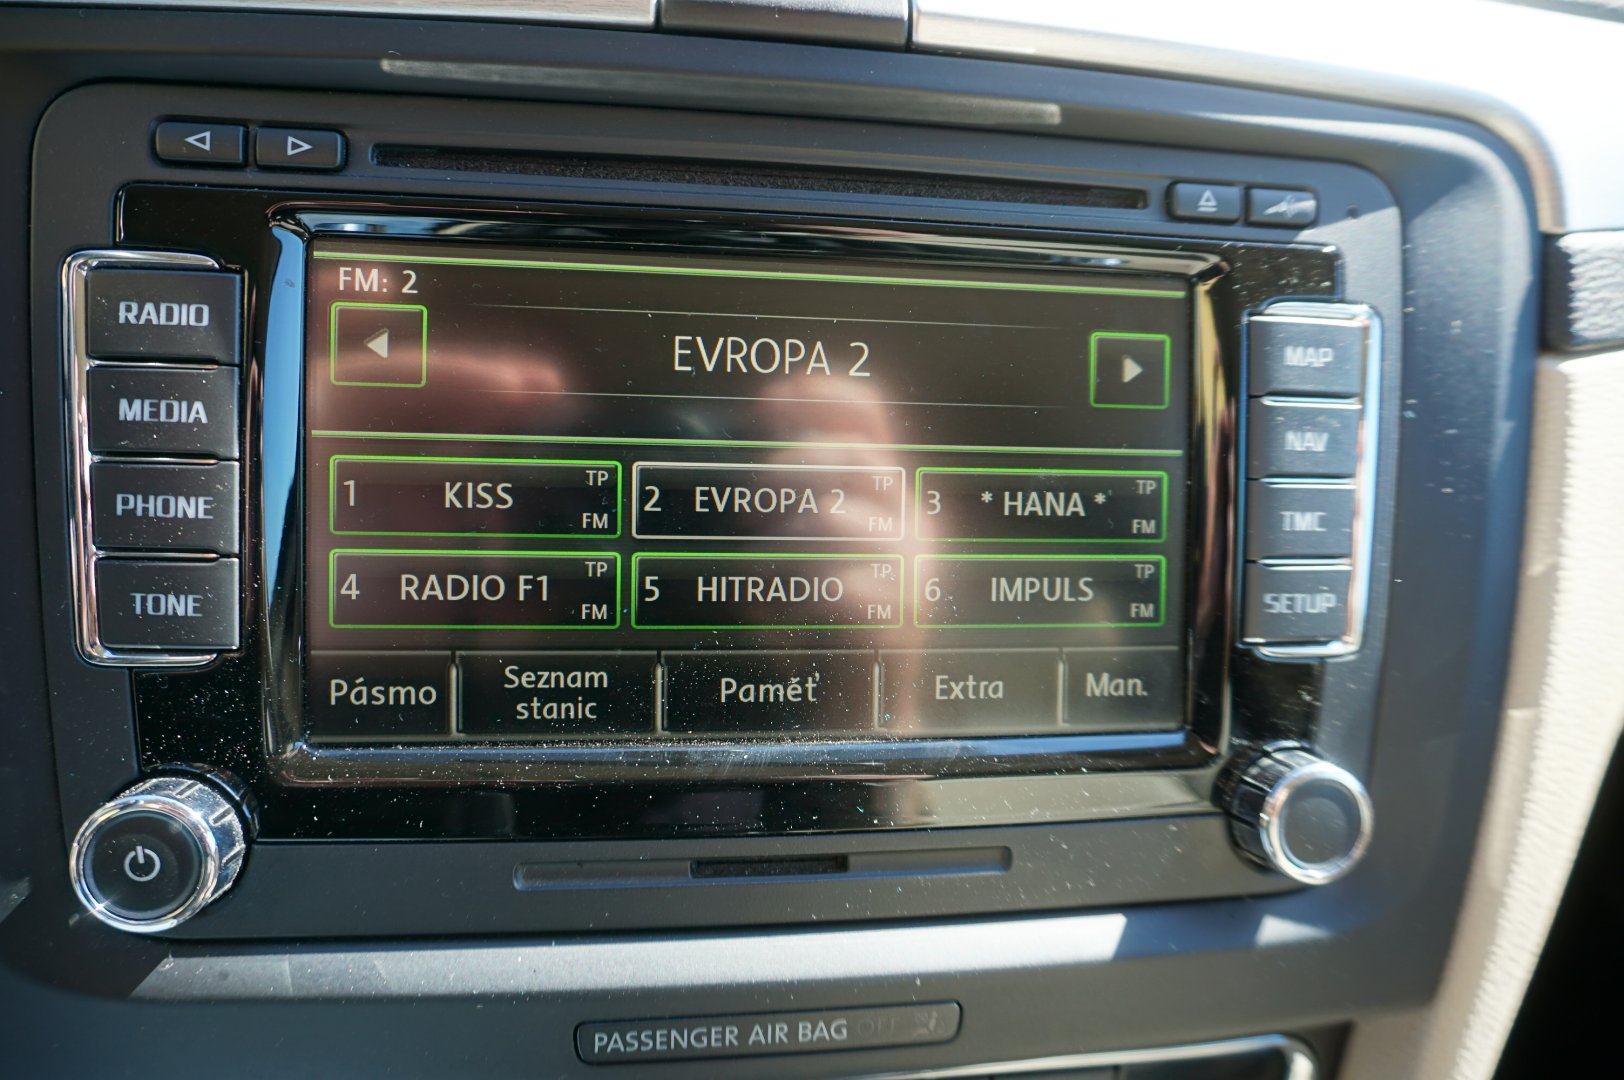 FM: 2
EVROPA 2
RADIO
MEDIA
PHONE
TONE
1 KISS TP FM
2 EVROPA 2 TP FM
3 * HANA * TP FM
4 RADIO F1 TP FM
5 HITRADIO TP FM
6 IMPULS TP FM
Pásmo
Seznam
stanic
Paměť
Extra
Man.
MAP
NAV
TMC
SETUP
PASSENGER AIR BAG OFF